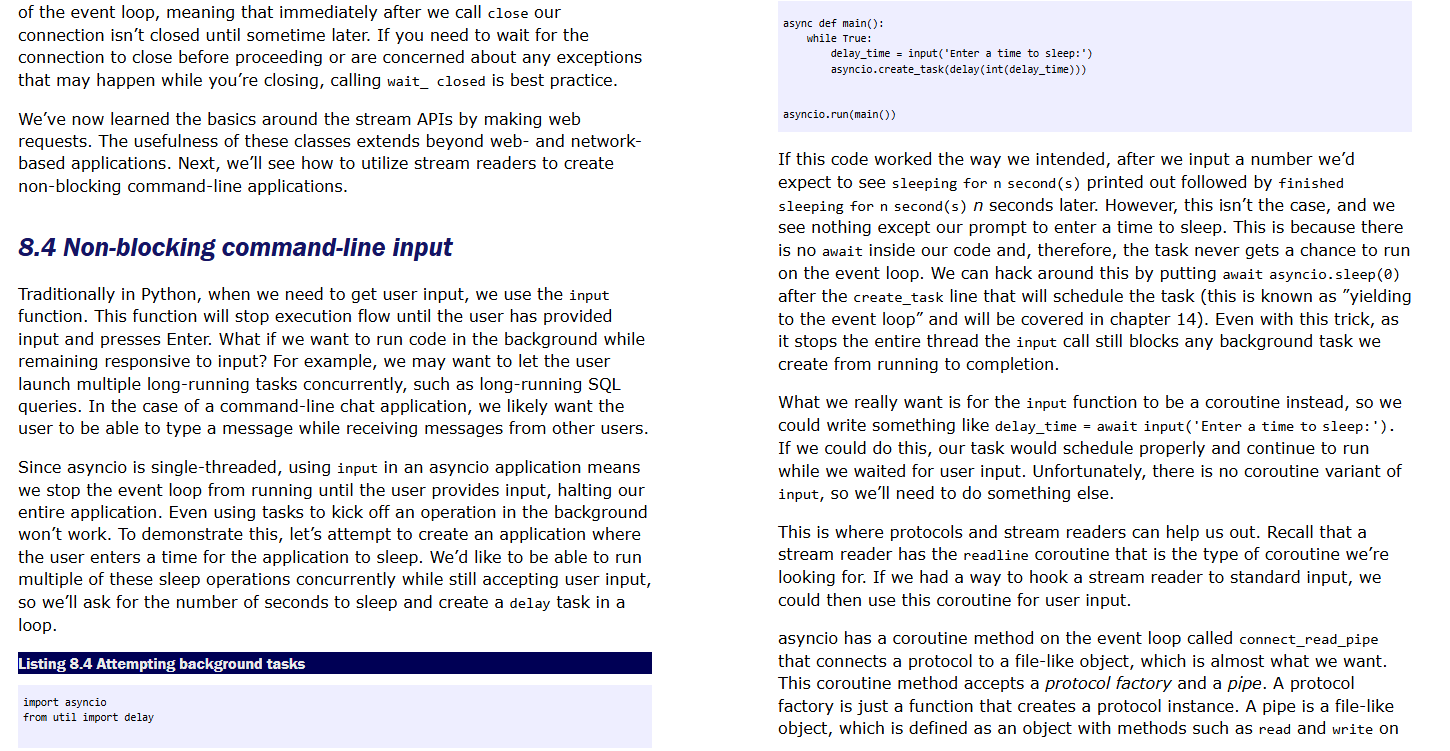 of the event loop, meaning that immediately after we call close our
connection isn’t closed until sometime later. If you need to wait for the
connection to close before proceeding or are concerned about any exceptions
that may happen while you’re closing, calling wait_ closed is best practice.
We’ve now learned the basics around the stream APIs by making web
requests. The usefulness of these classes extends beyond web- and network-
based applications. Next, we’ll see how to utilize stream readers to create
non-blocking command-line applications.
8.4 Non-blocking command-line input
Traditionally in Python, when we need to get user input, we use the input
function. This function will stop execution flow until the user has provided
input and presses Enter. What if we want to run code in the background while
remaining responsive to input? For example, we may want to let the user
launch multiple long-running tasks concurrently, such as long-running SQL
queries. In the case of a command-line chat application, we likely want the
user to be able to type a message while receiving messages from other users.
Since asyncio is single-threaded, using input in an asyncio application means
we stop the event loop from running until the user provides input, halting our
entire application. Even using tasks to kick off an operation in the background
won’t work. To demonstrate this, let’s attempt to create an application where
the user enters a time for the application to sleep. We’d like to be able to run
multiple of these sleep operations concurrently while still accepting user input,
so we’ll ask for the number of seconds to sleep and create a delay task in a
loop.
Listing 8.4 Attempting background tasks
import asyncio
from util import delay
async def main():
    while True:
        delay_time = input('Enter a time to sleep:')
        asyncio.create_task(delay(int(delay_time)))
asyncio.run(main())
If this code worked the way we intended, after we input a number we’d
expect to see sleeping for n second(s) printed out followed by finished
sleeping for n second(s) n seconds later. However, this isn’t the case, and we
see nothing except our prompt to enter a time to sleep. This is because there
is no await inside our code and, therefore, the task never gets a chance to run
on the event loop. We can hack around this by putting await asyncio.sleep(0)
after the create_task line that will schedule the task (this is known as ”yielding
to the event loop” and will be covered in chapter 14). Even with this trick, as
it stops the entire thread the input call still blocks any background task we
create from running to completion.
What we really want is for the input function to be a coroutine instead, so we
could write something like delay_time = await input('Enter a time to sleep:').
If we could do this, our task would schedule properly and continue to run
while we waited for user input. Unfortunately, there is no coroutine variant of
input, so we’ll need to do something else.
This is where protocols and stream readers can help us out. Recall that a
stream reader has the readline coroutine that is the type of coroutine we’re
looking for. If we had a way to hook a stream reader to standard input, we
could then use this coroutine for user input.
asyncio has a coroutine method on the event loop called connect_read_pipe
that connects a protocol to a file-like object, which is almost what we want.
This coroutine method accepts a protocol factory and a pipe. A protocol
factory is just a function that creates a protocol instance. A pipe is a file-like
object, which is defined as an object with methods such as read and write on